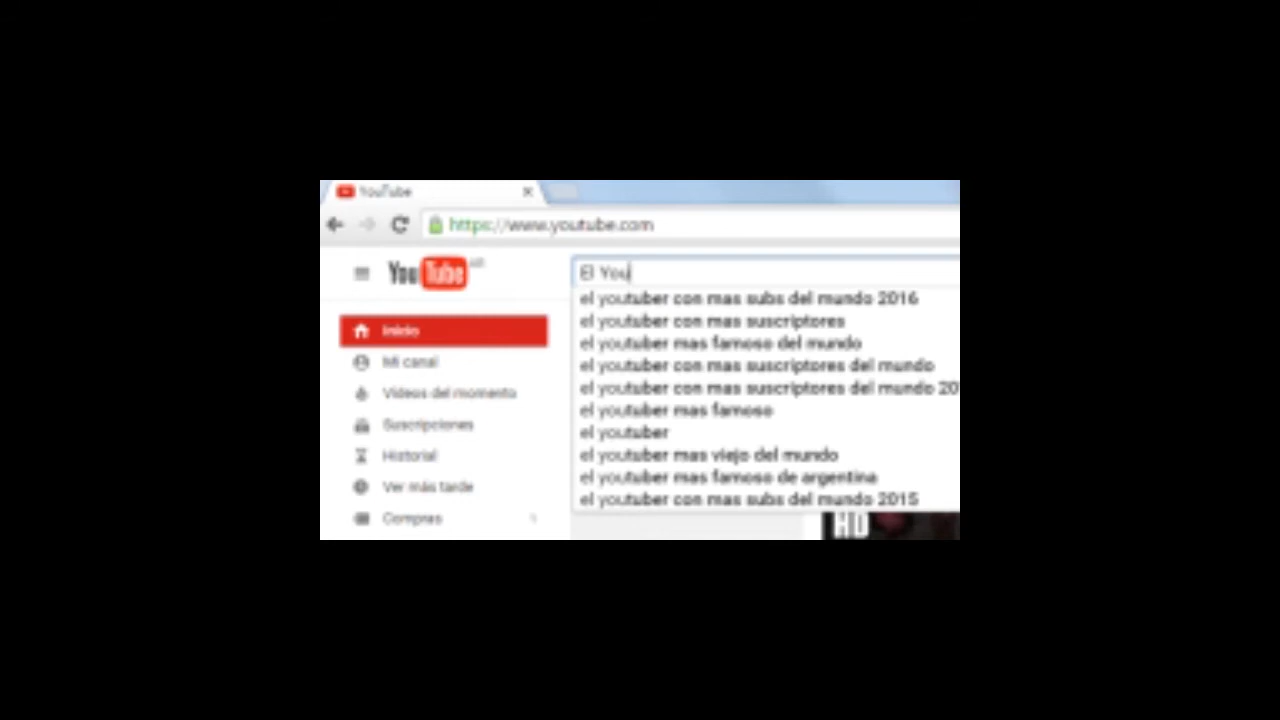 YouTube
https://www.youtube.com
YouTube AR
El You
el youtuber con mas subs del mundo 2016
el youtuber con mas suscriptores
el youtuber mas famoso del mundo
el youtuber con mas suscriptores del mundo
el youtuber con mas suscriptores del mundo 20
el youtuber mas famoso
el youtuber
el youtuber mas viejo del mundo
el youtuber mas famoso de argentina
el youtuber con mas subs del mundo 2015
Inicio
Mi canal
Videos del momento
Suscripciones
Historial
Ver más tarde
Compras
HD